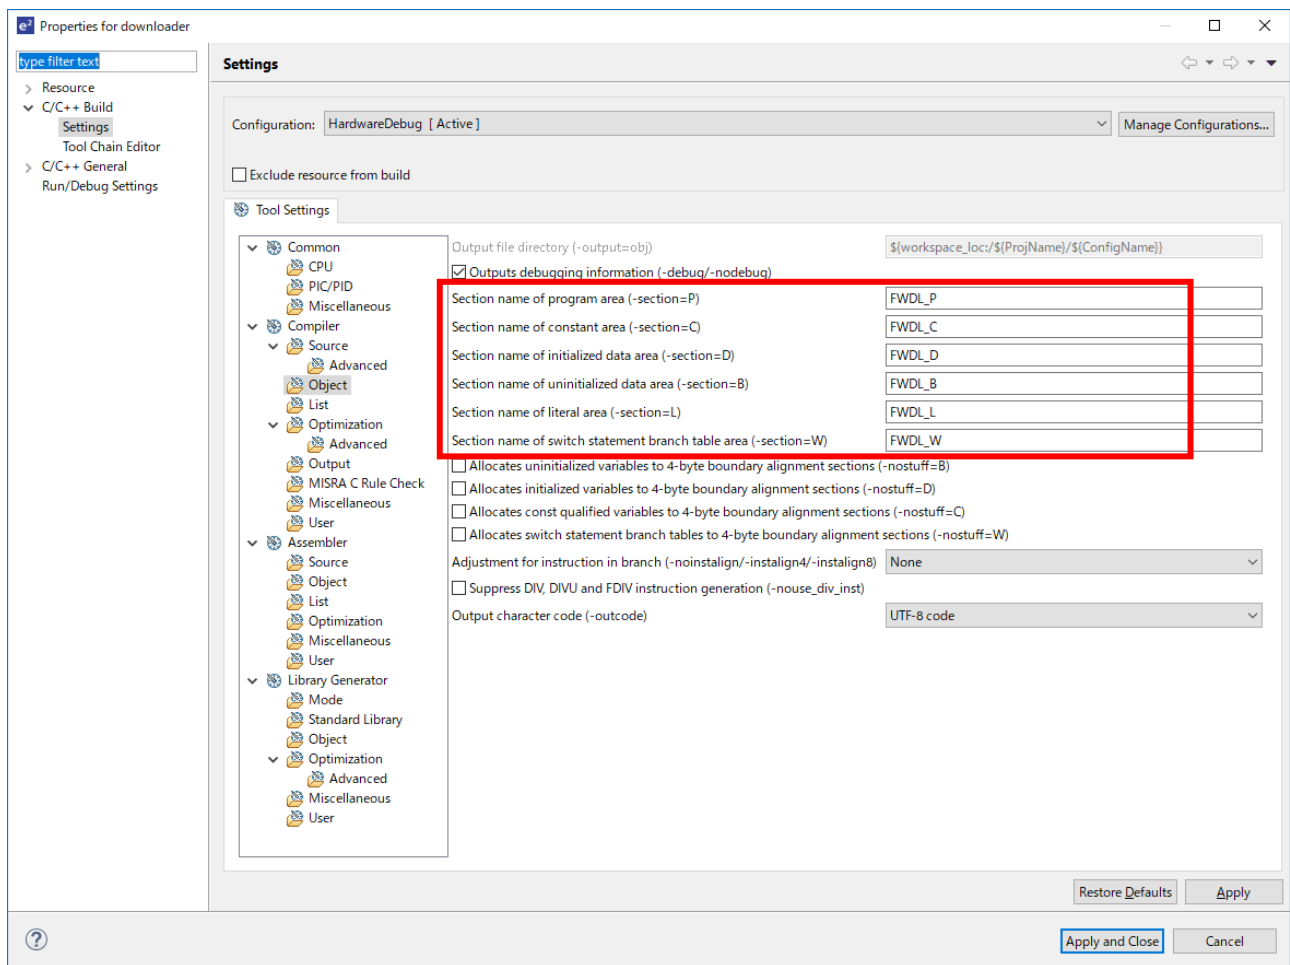 e² Properties for downloader
type filter text
Resource
C/C++ Build
Settings
Tool Chain Editor
C/C++ General
Run/Debug Settings
Settings
Configuration: HardwareDebug [ Active ] Manage Configurations...
Exclude resource from build
Tool Settings
Common
CPU
PIC/PID
Miscellaneous
Compiler
Source
Advanced
Object
List
Optimization
Advanced
Output
MISRA C Rule Check
Miscellaneous
User
Assembler
Source
Object
List
Optimization
Miscellaneous
User
Library Generator
Mode
Standard Library
Object
Optimization
Advanced
Miscellaneous
User
Output file directory (-output=obj) ${workspace_loc:/${ProjName}/${ConfigName}}
Outputs debugging information (-debug/-nodebug)
Section name of program area (-section=P) FWDL_P
Section name of constant area (-section=C) FWDL_C
Section name of initialized data area (-section=D) FWDL_D
Section name of uninitialized data area (-section=B) FWDL_B
Section name of literal area (-section=L) FWDL_L
Section name of switch statement branch table area (-section=W) FWDL_W
Allocates uninitialized variables to 4-byte boundary alignment sections (-nostuff=B)
Allocates initialized variables to 4-byte boundary alignment sections (-nostuff=D)
Allocates const qualified variables to 4-byte boundary alignment sections (-nostuff=C)
Allocates switch statement branch tables to 4-byte boundary alignment sections (-nostuff=W)
Adjustment for instruction in branch (-noinstalign/-instalign4/-instalign8) None
Suppress DIV, DIVU and FDIV instruction generation (-nouse_div_inst)
Output character code (-outcode) UTF-8 code
Restore Defaults Apply
? Apply and Close Cancel